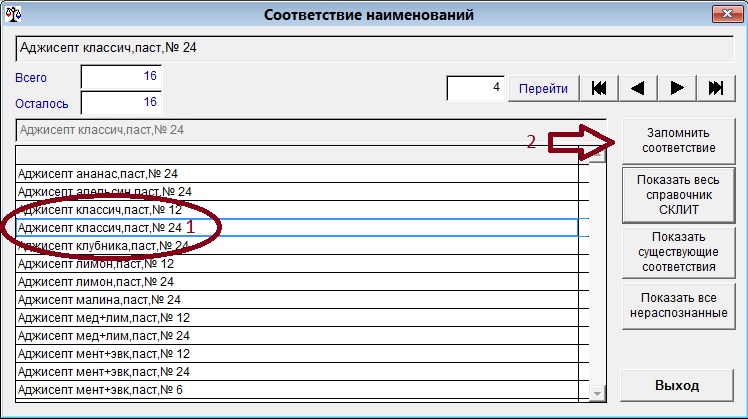 Соответствие наименований
Аджисепт классич,паст,№ 24
Всего 16
Осталось 16
4 Перейти
Аджисепт классич,паст,№ 24
2
Запомнить
соответствие
Показать весь
справочник
СКЛИТ
Показать
существующие
соответствия
Показать все
нераспознанные
Выход
Аджисепт ананас,паст,№ 24
Аджисепт апельсин,паст,№ 24
Аджисепт классич,паст,№ 12
Аджисепт классич,паст,№ 24 1
Аджисепт клубника,паст,№ 24
Аджисепт лимон,паст,№ 12
Аджисепт лимон,паст,№ 24
Аджисепт малина,паст,№ 24
Аджисепт мед+лим,паст,№ 12
Аджисепт мед+лим,паст,№ 24
Аджисепт мент+эвк,паст,№ 12
Аджисепт мент+эвк,паст,№ 24
Аджисепт мент+эвк,паст,№ 6